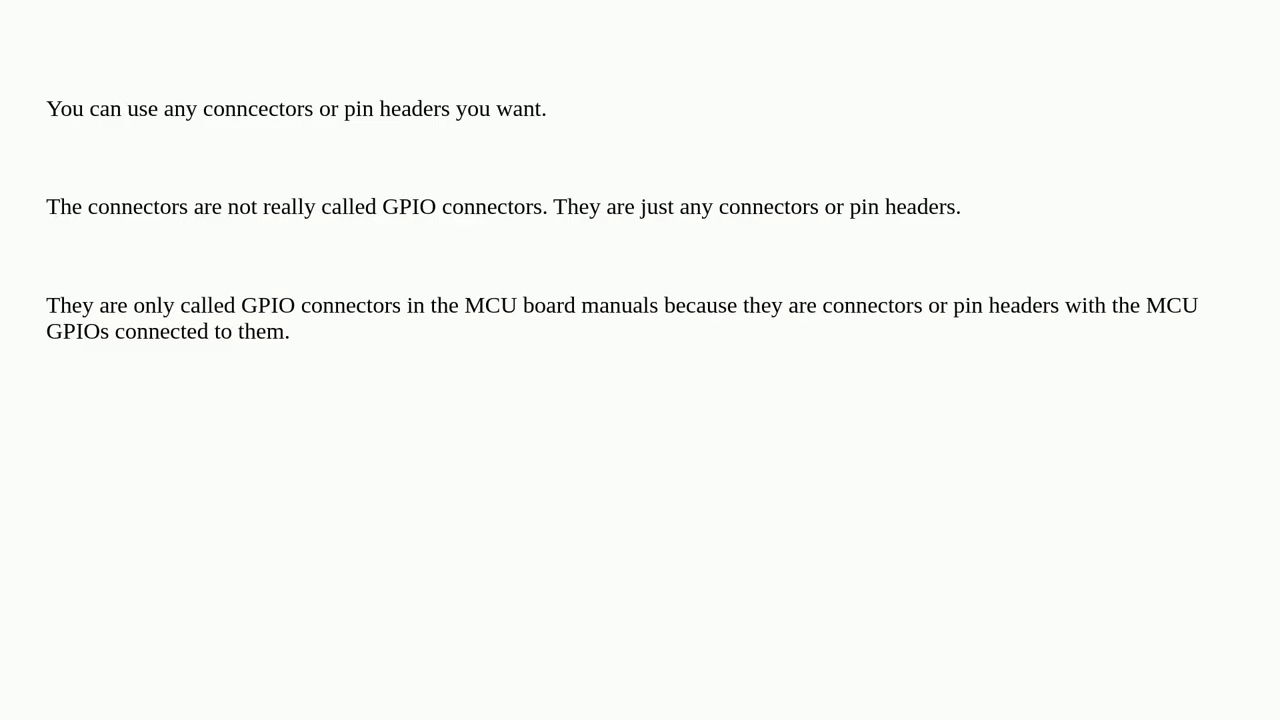 You can use any conncectors or pin headers you want.
The connectors are not really called GPIO connectors. They are just any connectors or pin headers.
They are only called GPIO connectors in the MCU board manuals because they are connectors or pin headers with the MCU
GPIOs connected to them.